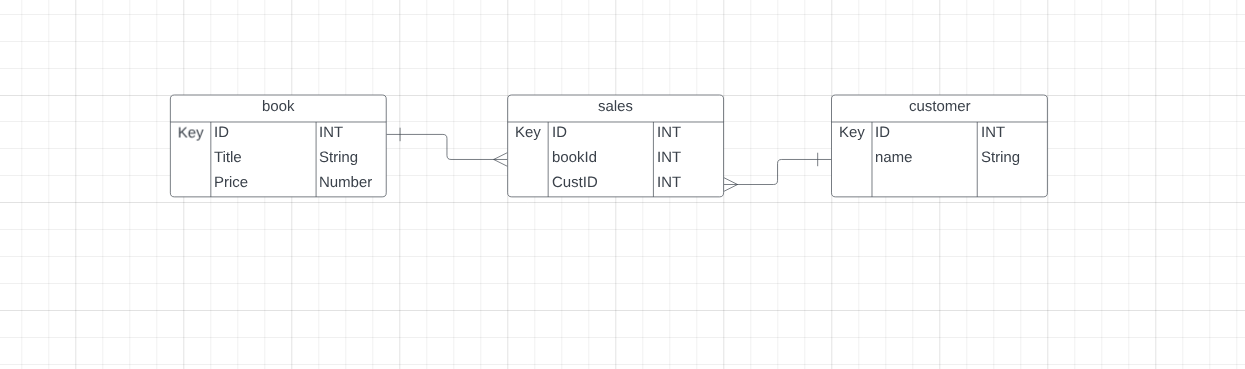 book
Key ID INT
Title String
Price Number
sales
Key ID INT
bookId INT
CustID INT
customer
Key ID INT
name String